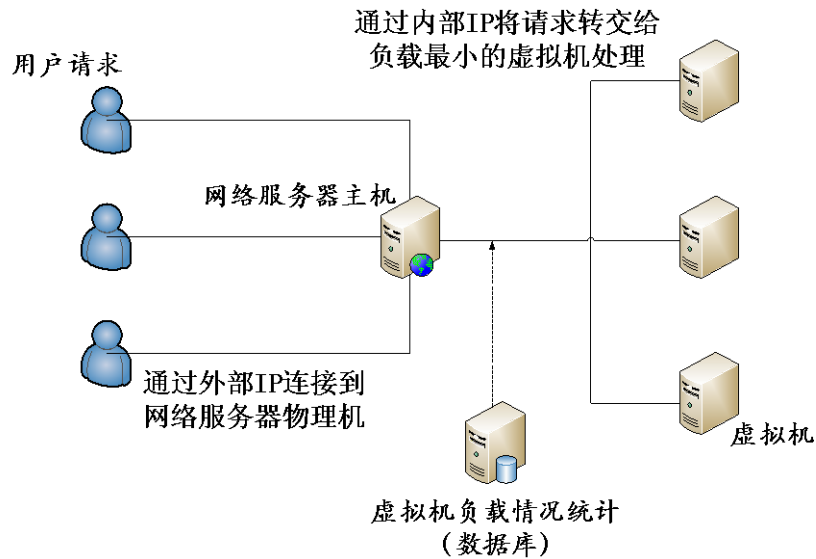 通过内部IP将请求转交给
负载最小的虚拟机处理
用户请求
网络服务器主机
通过外部IP连接到
网络服务器物理机
虚拟机
虚拟机负载情况统计
（数据库）